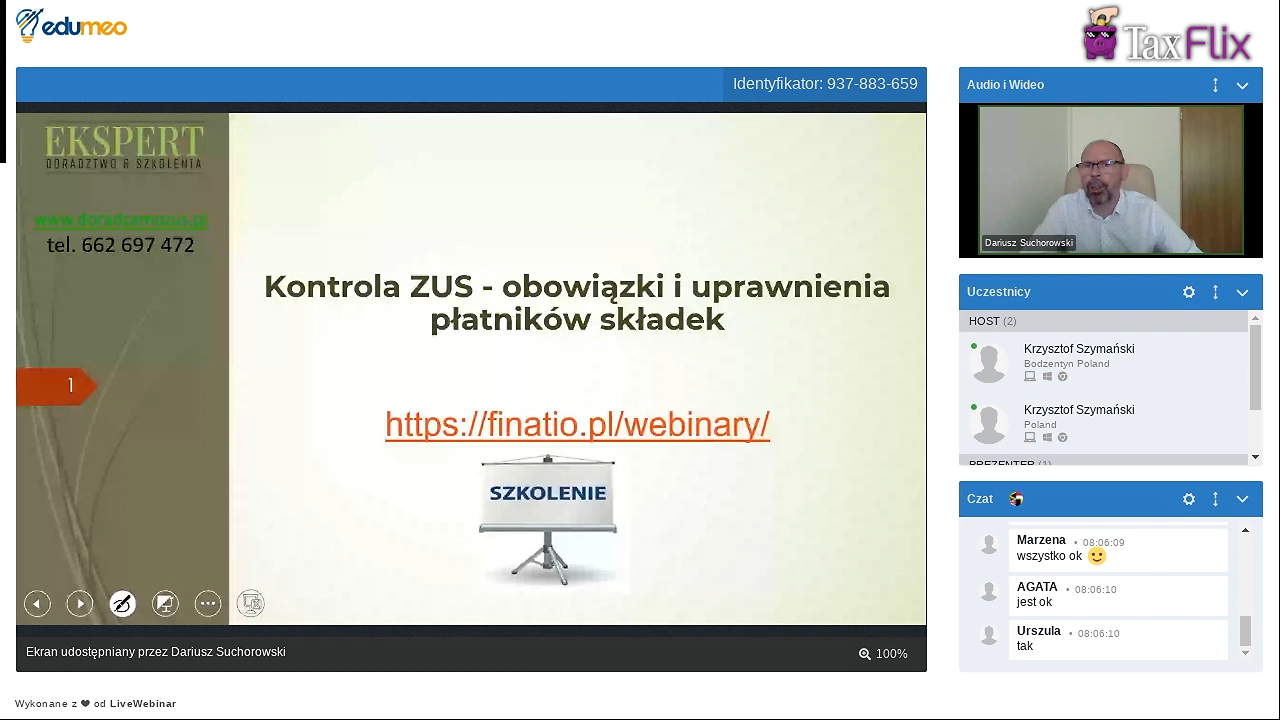 edumeo
TaxFlix
Identyfikator: 937-883-659
EKSPERT
DORADZTWO & SZKOLENIA
www.doradzamozus.pl
tel. 662 697 472
Kontrola ZUS - obowiązki i uprawnienia
płatników składek
1
https://finatio.pl/webinary/
SZKOLENIE
Ekran udostępniany przez Dariusz Suchorowski
100%
Audio i Wideo
Dariusz Suchorowski
Uczestnicy
HOST (2)
Krzysztof Szymański
Bodzentyn Poland
Krzysztof Szymański
Poland
PREZENTER (1)
Czat
Marzena • 08:06:09
wszystko ok
AGATA • 08:06:10
jest ok
Urszula • 08:06:10
tak
Wykonane z ❤ od LiveWebinar